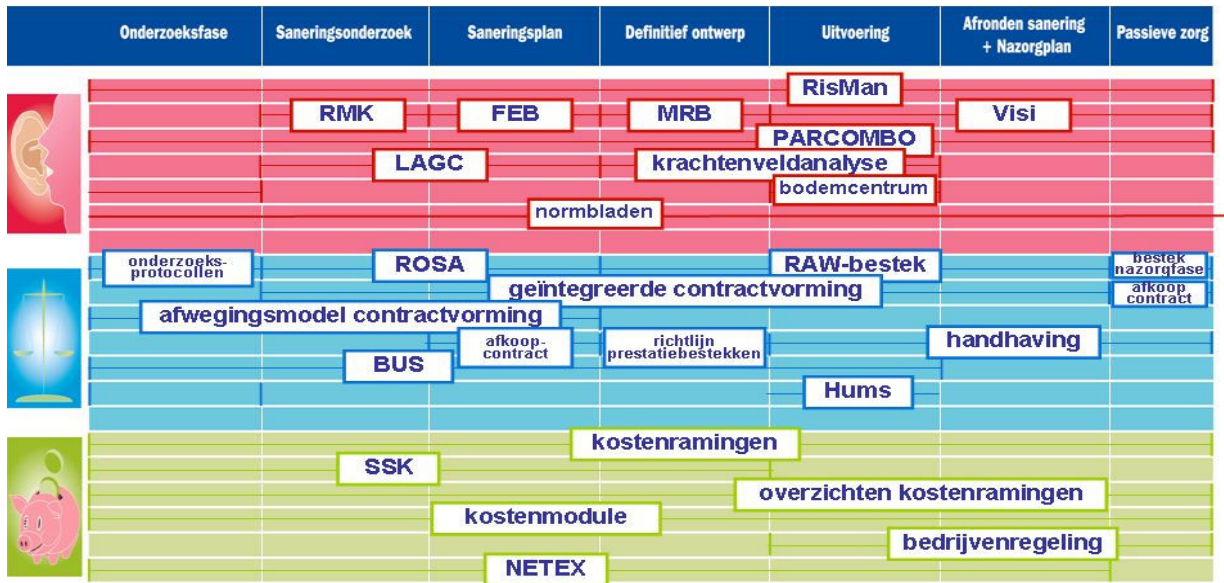 Onderzoeksfase
Saneringsonderzoek
Saneringsplan
Definitief ontwerp
Uitvoering
Afronden sanering
+ Nazorgplan
Passieve zorg
RisMan
RMK
FEB
MRB
Visi
PARCOMBO
LAGC
krachtenveldanalyse
bodemcentrum
normbladen
onderzoeks-
protocollen
ROSA
RAW-bestek
bestek
nazorgfase
geïntegreerde contractvorming
afkoop
contract
afwegingsmodel contractvorming
afkoop-
contract
richtlijn
prestatiebestekken
handhaving
BUS
Hums
kostenramingen
SSK
overzichten kostenramingen
kostenmodule
bedrijvenregeling
NETEX